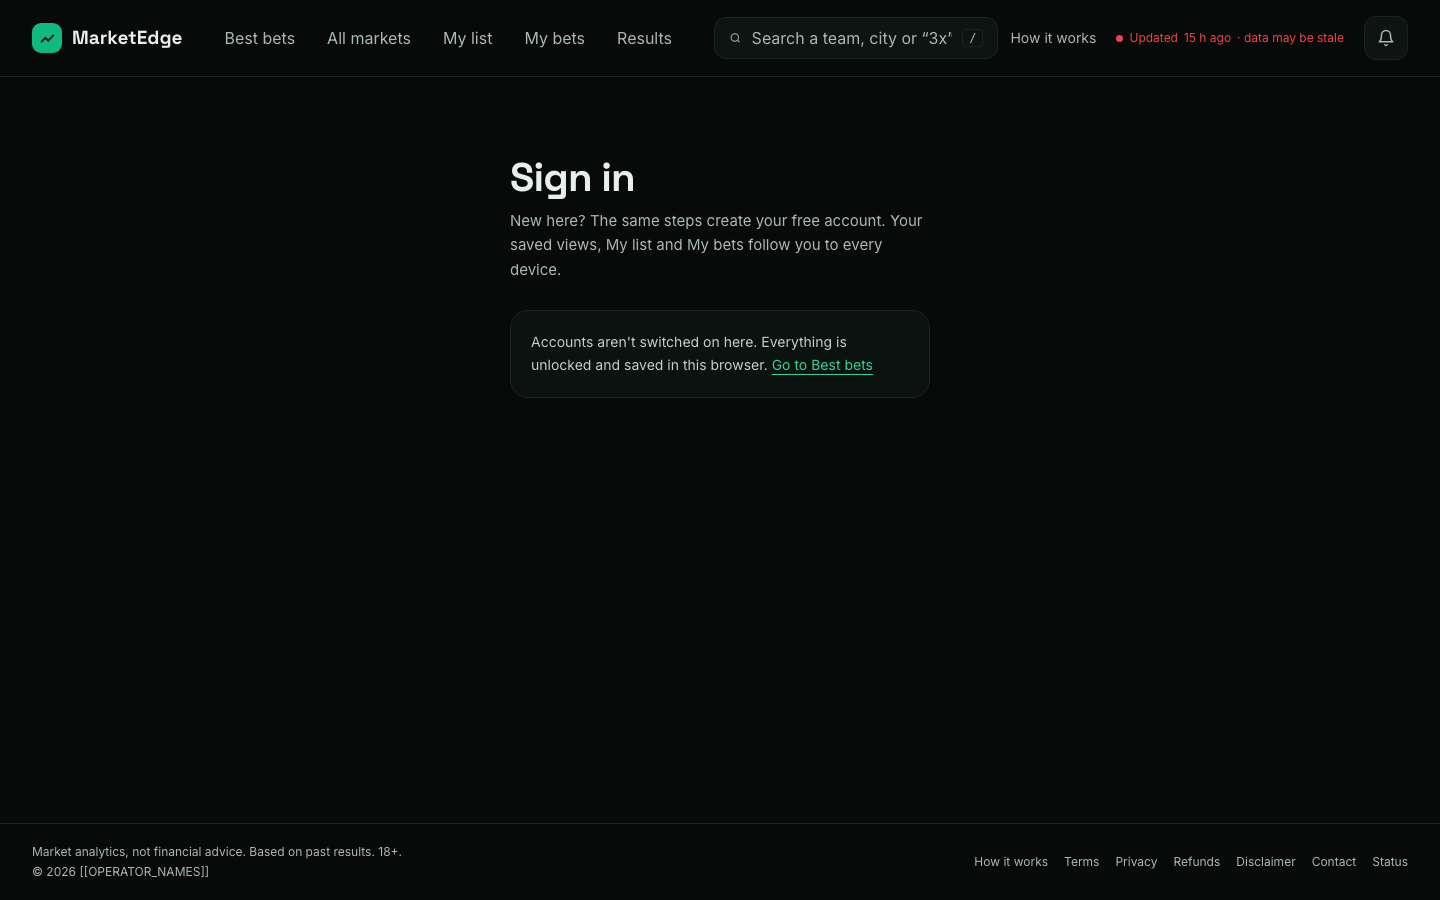 MarketEdge
Best bets
All markets
My list
My bets
Results
Search a team, city or “3x”
/
How it works
Updated 15 h ago · data may be stale
Sign in
New here? The same steps create your free account. Your
saved views, My list and My bets follow you to every
device.
Accounts aren't switched on here. Everything is
unlocked and saved in this browser. Go to Best bets
Market analytics, not financial advice. Based on past results. 18+.
© 2026 [[OPERATOR_NAMES]]
How it works
Terms
Privacy
Refunds
Disclaimer
Contact
Status